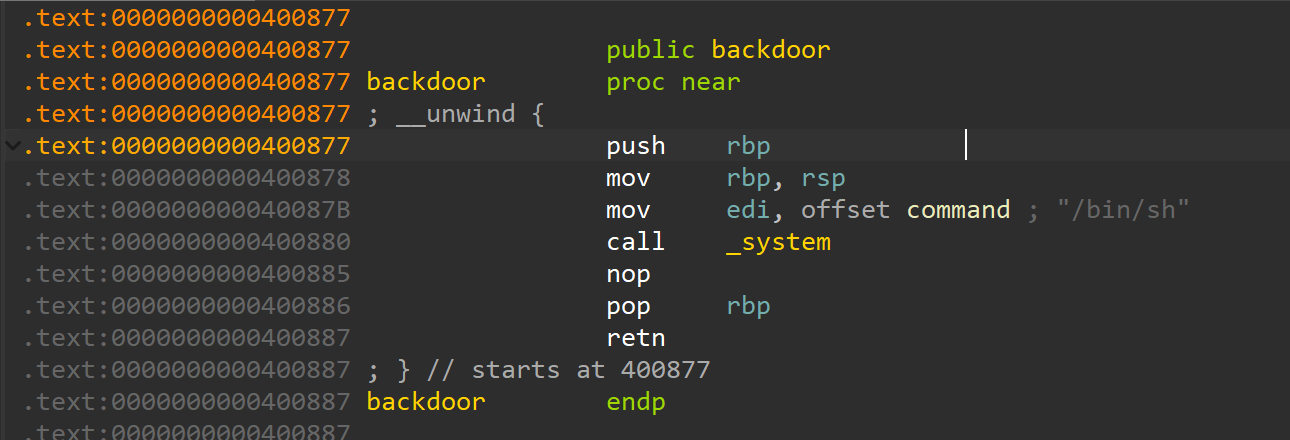 .text:0000000000400877
.text:0000000000400877 public backdoor
.text:0000000000400877 backdoor proc near
.text:0000000000400877 ; __unwind {
.text:0000000000400877 push rbp
.text:0000000000400878 mov rbp, rsp
.text:000000000040087B mov edi, offset command ; "/bin/sh"
.text:0000000000400880 call _system
.text:0000000000400885 nop
.text:0000000000400886 pop rbp
.text:0000000000400887 retn
.text:0000000000400887 ; } // starts at 400877
.text:0000000000400887 backdoor endp
.text:0000000000400887